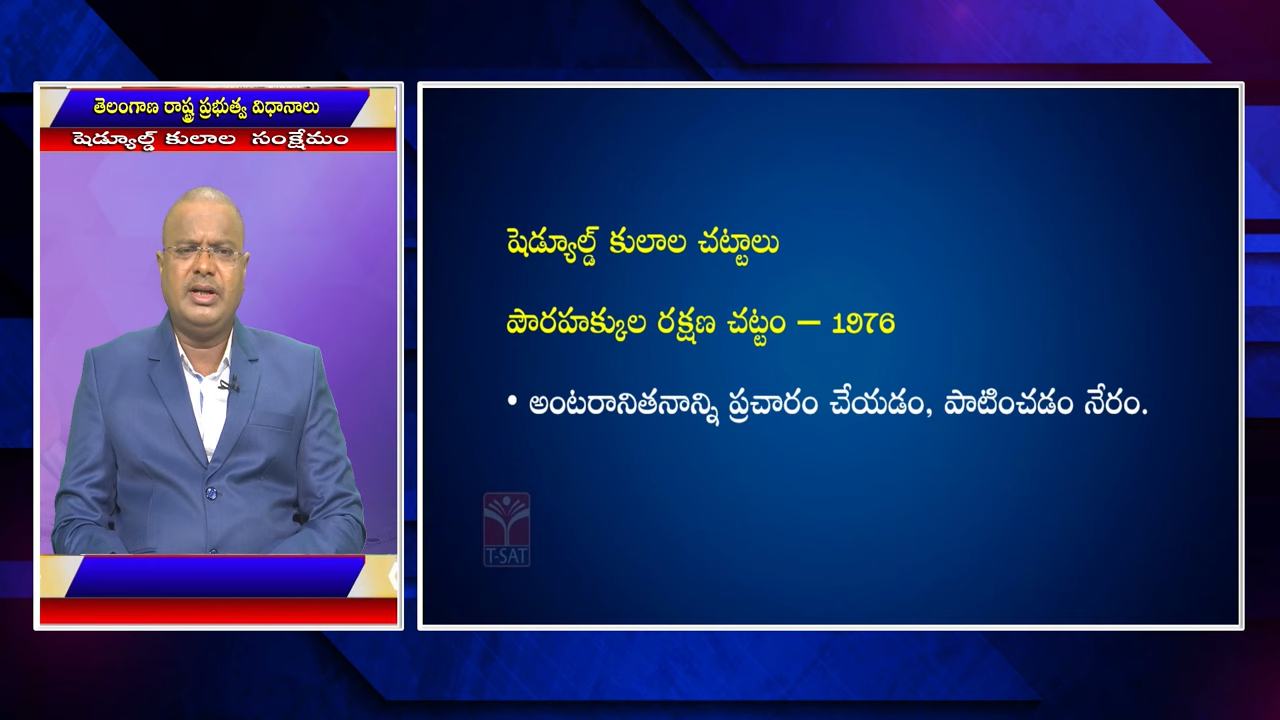 తెలంగాణ రాష్ట్ర ప్రభుత్వ విధానాలు
షెడ్యూల్డ్ కులాల సంక్షేమం
షెడ్యూల్డ్ కులాల చట్టాలు
పౌరహక్కుల రక్షణ చట్టం – 1976
• అంటరానితనాన్ని ప్రచారం చేయడం, పాటించడం నేరం.
T-SAT